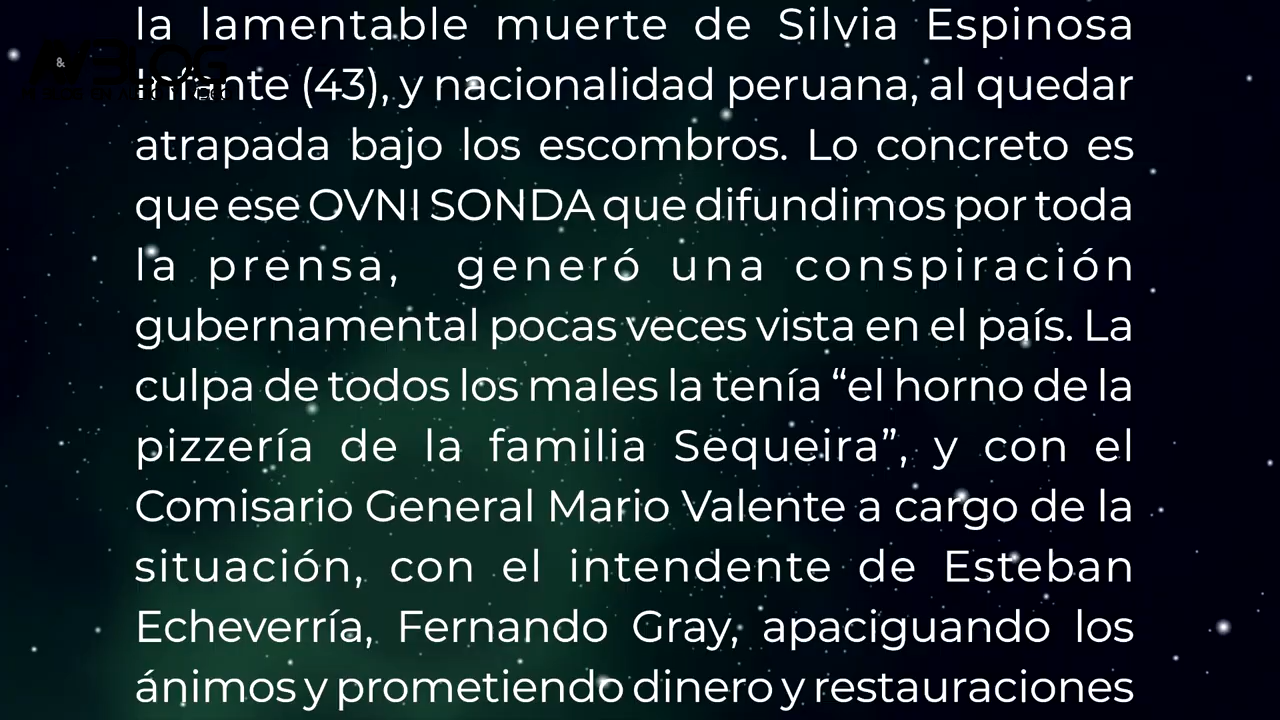 la lamentable muerte de Silvia Espinosa
(43), y nacionalidad peruana, al quedar
atrapada bajo los escombros. Lo concreto es
que ese OVNI SONDA que difundimos por toda
la prensa, generó una conspiración
gubernamental pocas veces vista en el país. La
culpa de todos los males la tenía “el horno de la
pizzería de la familia Sequeira”, y con el
Comisario General Mario Valente a cargo de la
situación, con el intendente de Esteban
Echeverría, Fernando Gray, apaciguando los
ánimos y prometiendo dinero y restauraciones